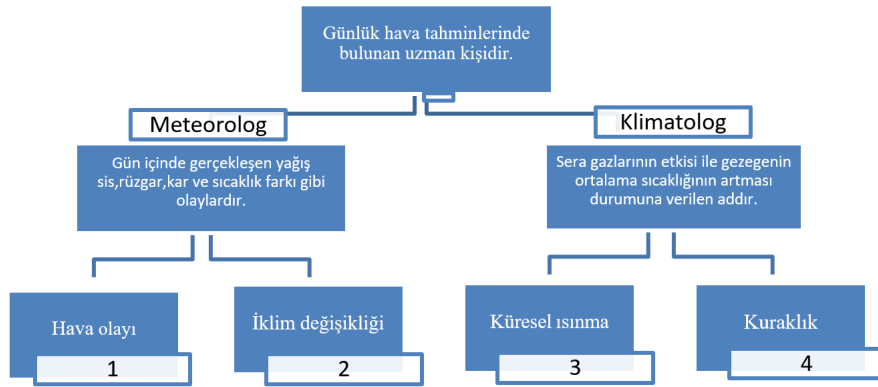 Günlük hava tahminlerinde
bulunan uzman kişidir.
Meteorolog
Klimatolog
Gün içinde gerçekleşen yağış
sis,rüzgar,kar ve sıcaklık farkı gibi
olaylardır.
Sera gazlarının etkisi ile gezegenin
ortalama sıcaklığının artması
durumuna verilen addır.
Hava olayı
İklim değişikliği
Küresel ısınma
Kuraklık
1
2
3
4